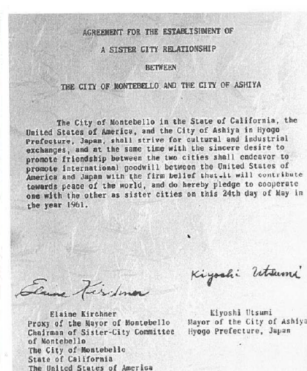 AGREEMENT FOR THE ESTABLISHMENT OF
A SISTER CITY RELATIONSHIP
BETWEEN
THE CITY OF MONTEBELLO AND THE CITY OF ASHIYA
The City of Montebello in the State of California, the
United States of America, and the City of Ashiya in Hyogo
Prefecture, Japan, shall strive for cultural and industrial
exchanges, and at the same time with the sincere desire to
promote friendship between the two cities shall endeavor to
promote international goodwill between the United States of
America and Japan with the firm belief that it will contribute
towards peace of the world, and do hereby pledge to cooperate
one with the other as sister cities on this 24th day of May in
the year 1961.
Elaine Kirchner
Kiyoshi Utsumi
Elaine Kirchner
Proxy of the Mayor of Montebello
Chairman of Sister-City Committee
of Montebello
The City of Montebello
State of California
The United States of America
Kiyoshi Utsumi
Mayor of the City of Ashiya
Hyogo Prefecture, Japan